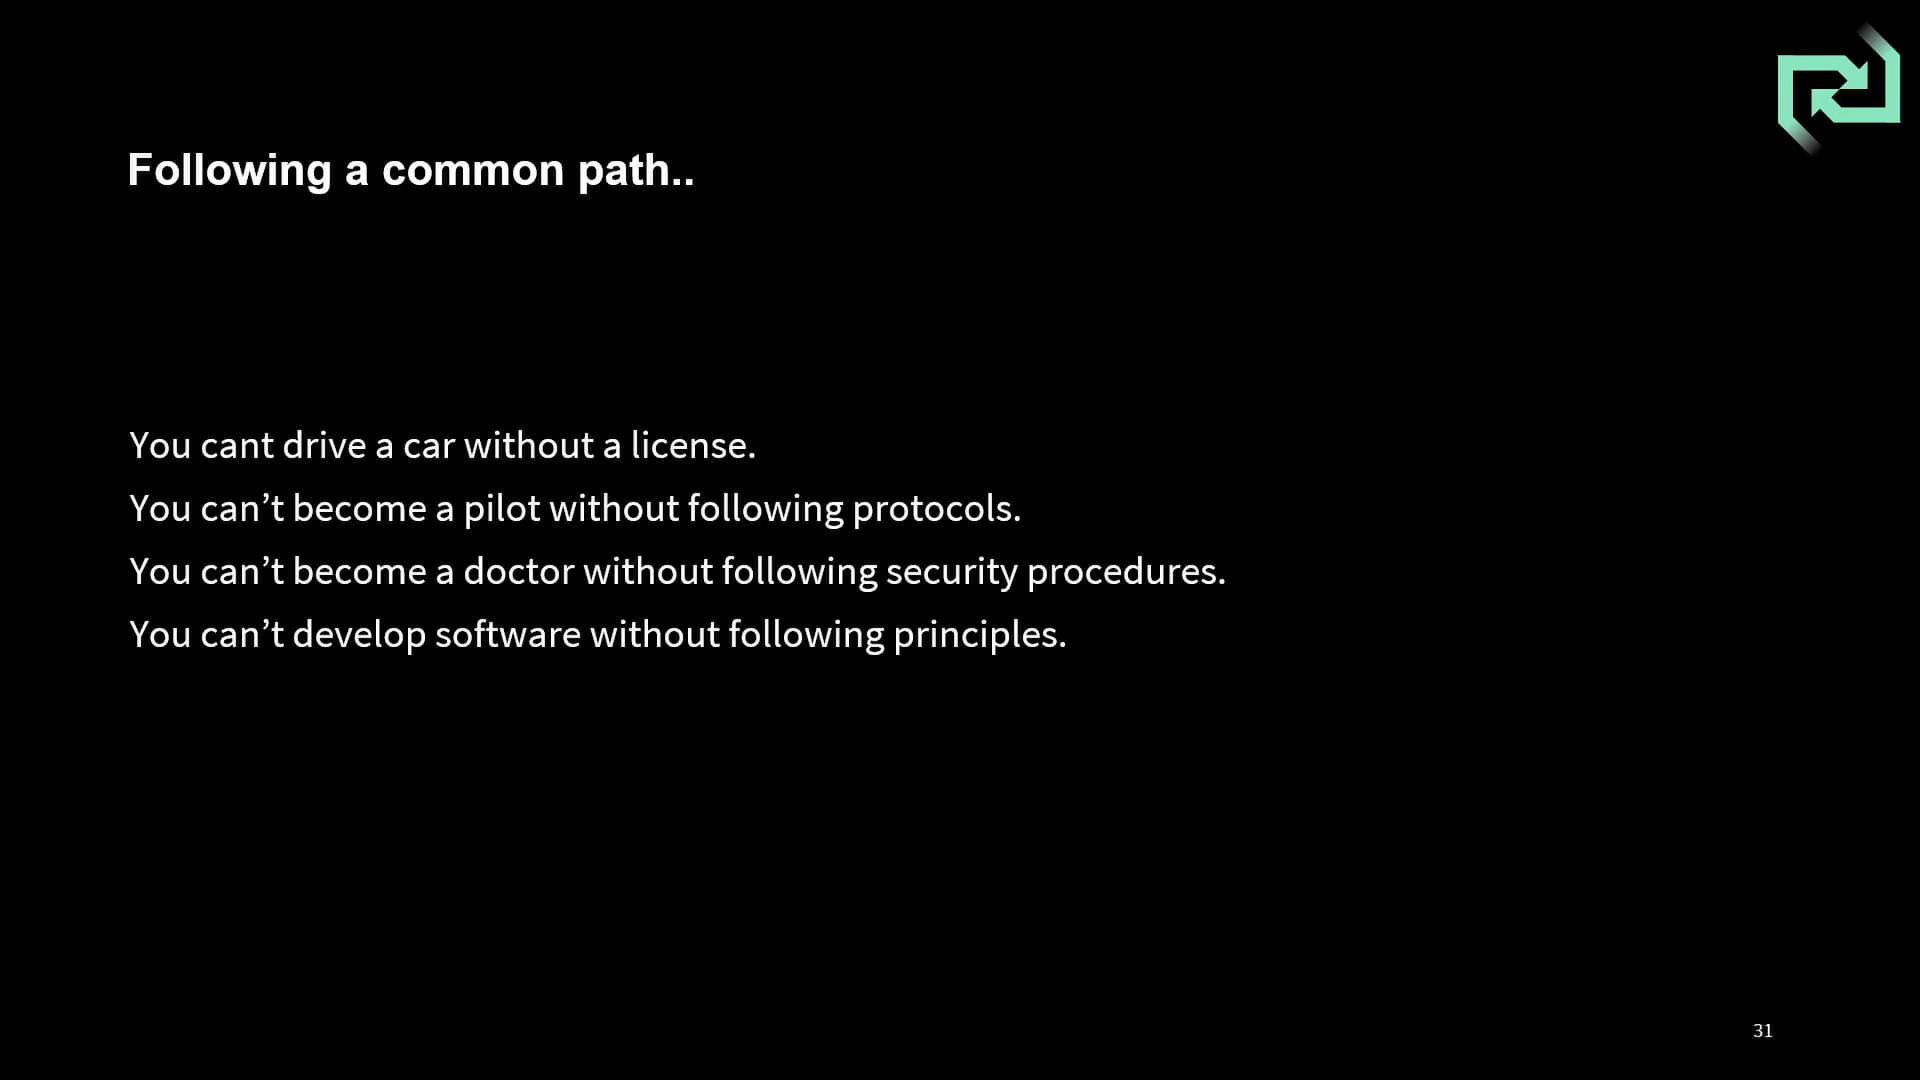 Following a common path..
You cant drive a car without a license.
You can’t become a pilot without following protocols.
You can’t become a doctor without following security procedures.
You can’t develop software without following principles.
31